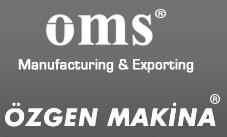 oms®
Manufacturing & Exporting
ÖZGEN MAKİNA®